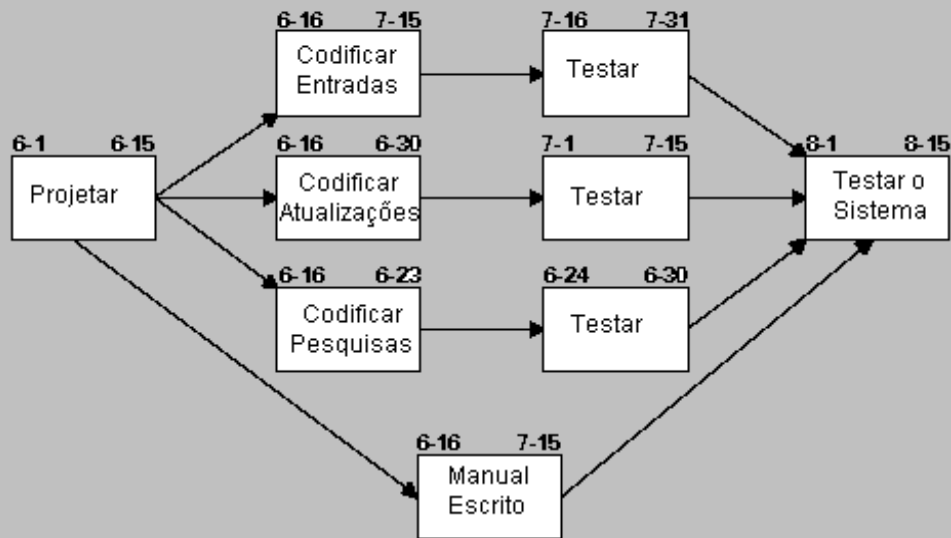 6-16 7-15 7-16 7-31
Codificar
Entradas
Testar
6-1 6-15 6-16 6-30 7-1 7-15 8-1 8-15
Projetar
Codificar
Atualizações
Testar
Testar o
Sistema
6-16 6-23 6-24 6-30
Codificar
Pesquisas
Testar
6-16 7-15
Manual
Escrito